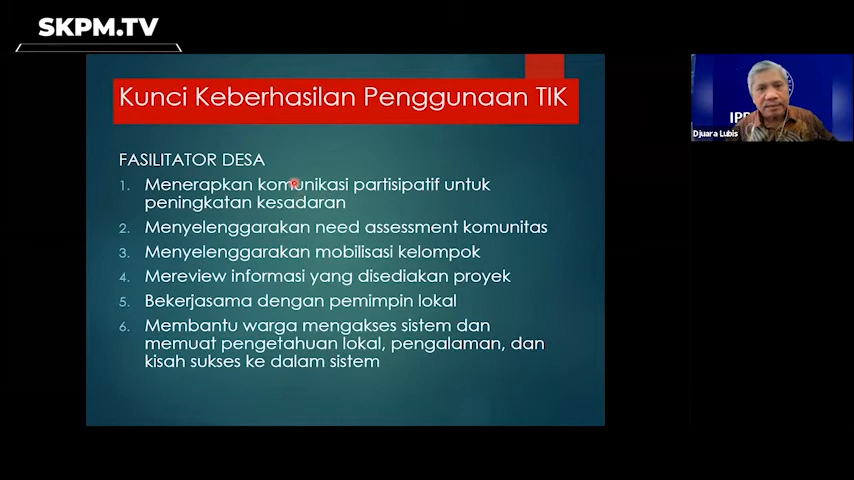 SKPM.TV
Kunci Keberhasilan Penggunaan TIK
FASILITATOR DESA
1. Menerapkan komunikasi partisipatif untuk
peningkatan kesadaran
2. Menyelenggarakan need assessment komunitas
3. Menyelenggarakan mobilisasi kelompok
4. Mereview informasi yang disediakan proyek
5. Bekerjasama dengan pemimpin lokal
6. Membantu warga mengakses sistem dan
memuat pengetahuan lokal, pengalaman, dan
kisah sukses ke dalam sistem
Djuara Lubis